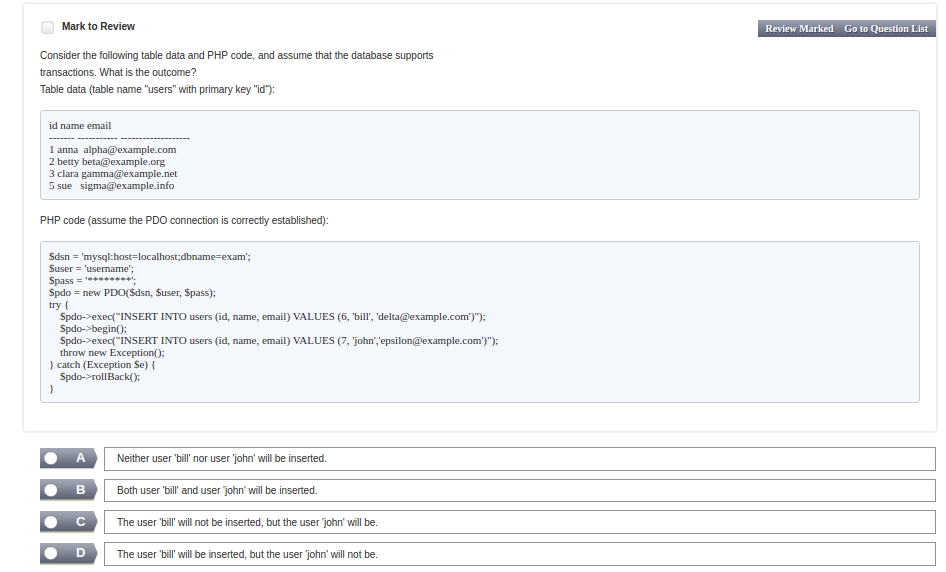 Mark to Review
Review Marked Go to Question List
Consider the following table data and PHP code, and assume that the database supports
transactions. What is the outcome?
Table data (table name "users" with primary key "id"):
id name email
------- ----------- -------------------
1 anna alpha@example.com
2 betty beta@example.org
3 clara gamma@example.net
5 sue sigma@example.info
PHP code (assume the PDO connection is correctly established):
$dsn = 'mysql:host=localhost;dbname=exam';
$user = 'username';
$pass = '********';
$pdo = new PDO($dsn, $user, $pass);
try {
$pdo->exec("INSERT INTO users (id, name, email) VALUES (6, 'bill', 'delta@example.com')");
$pdo->begin();
$pdo->exec("INSERT INTO users (id, name, email) VALUES (7, 'john','epsilon@example.com')");
throw new Exception();
} catch (Exception $e) {
$pdo->rollBack();
}
A Neither user 'bill' nor user 'john' will be inserted.
B Both user 'bill' and user 'john' will be inserted.
C The user 'bill' will not be inserted, but the user 'john' will be.
D The user 'bill' will be inserted, but the user 'john' will not be.